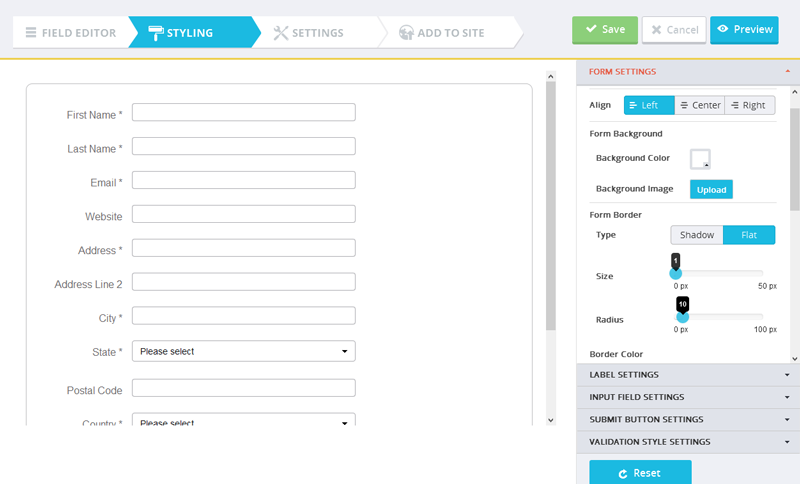 FIELD EDITOR
STYLING
SETTINGS
ADD TO SITE
Save
Cancel
Preview
First Name *
Last Name *
Email *
Website
Address *
Address Line 2
City *
State *
Please select
Postal Code
Country *
Please select
FORM SETTINGS
Align
Left
Center
Right
Form Background
Background Color
Background Image
Upload
Form Border
Type
Shadow
Flat
1
Size
0 px
50 px
10
Radius
0 px
100 px
Border Color
LABEL SETTINGS
INPUT FIELD SETTINGS
SUBMIT BUTTON SETTINGS
VALIDATION STYLE SETTINGS
Reset